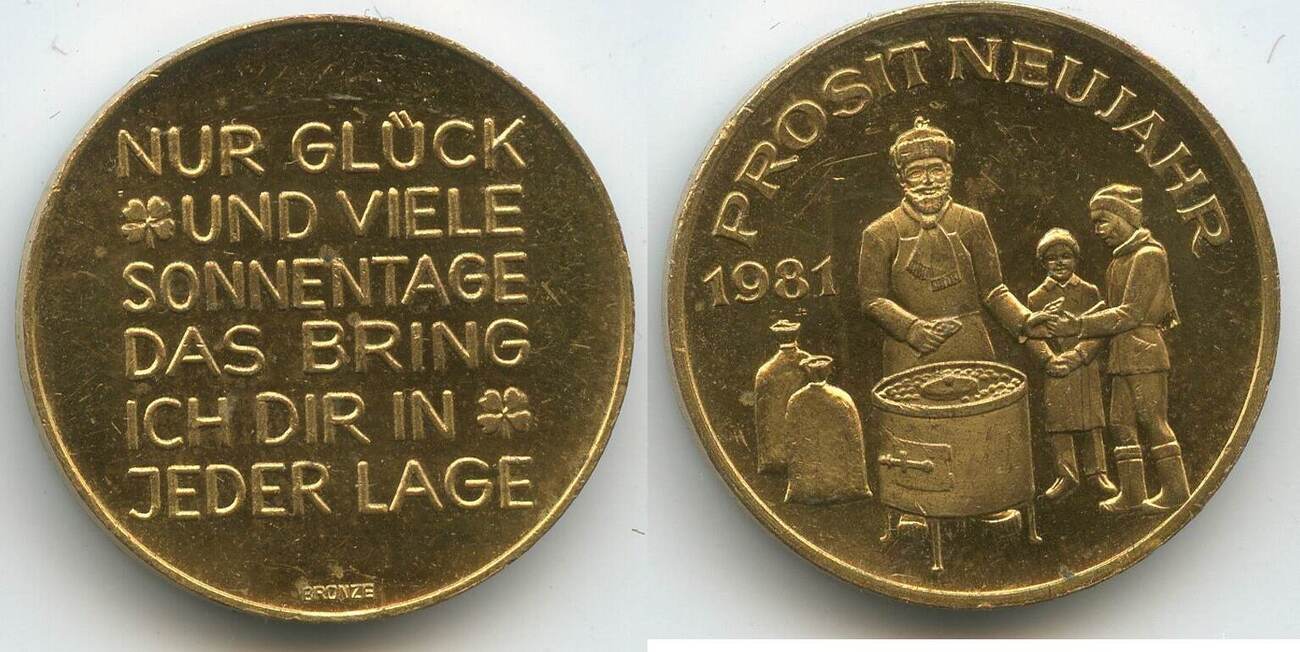 NUR GLÜCK
UND VIELE
SONNENTAGE
DAS BRING
ICH DIR IN
JEDER LAGE
BRONZE
PROSIT NEUJAHR
1981